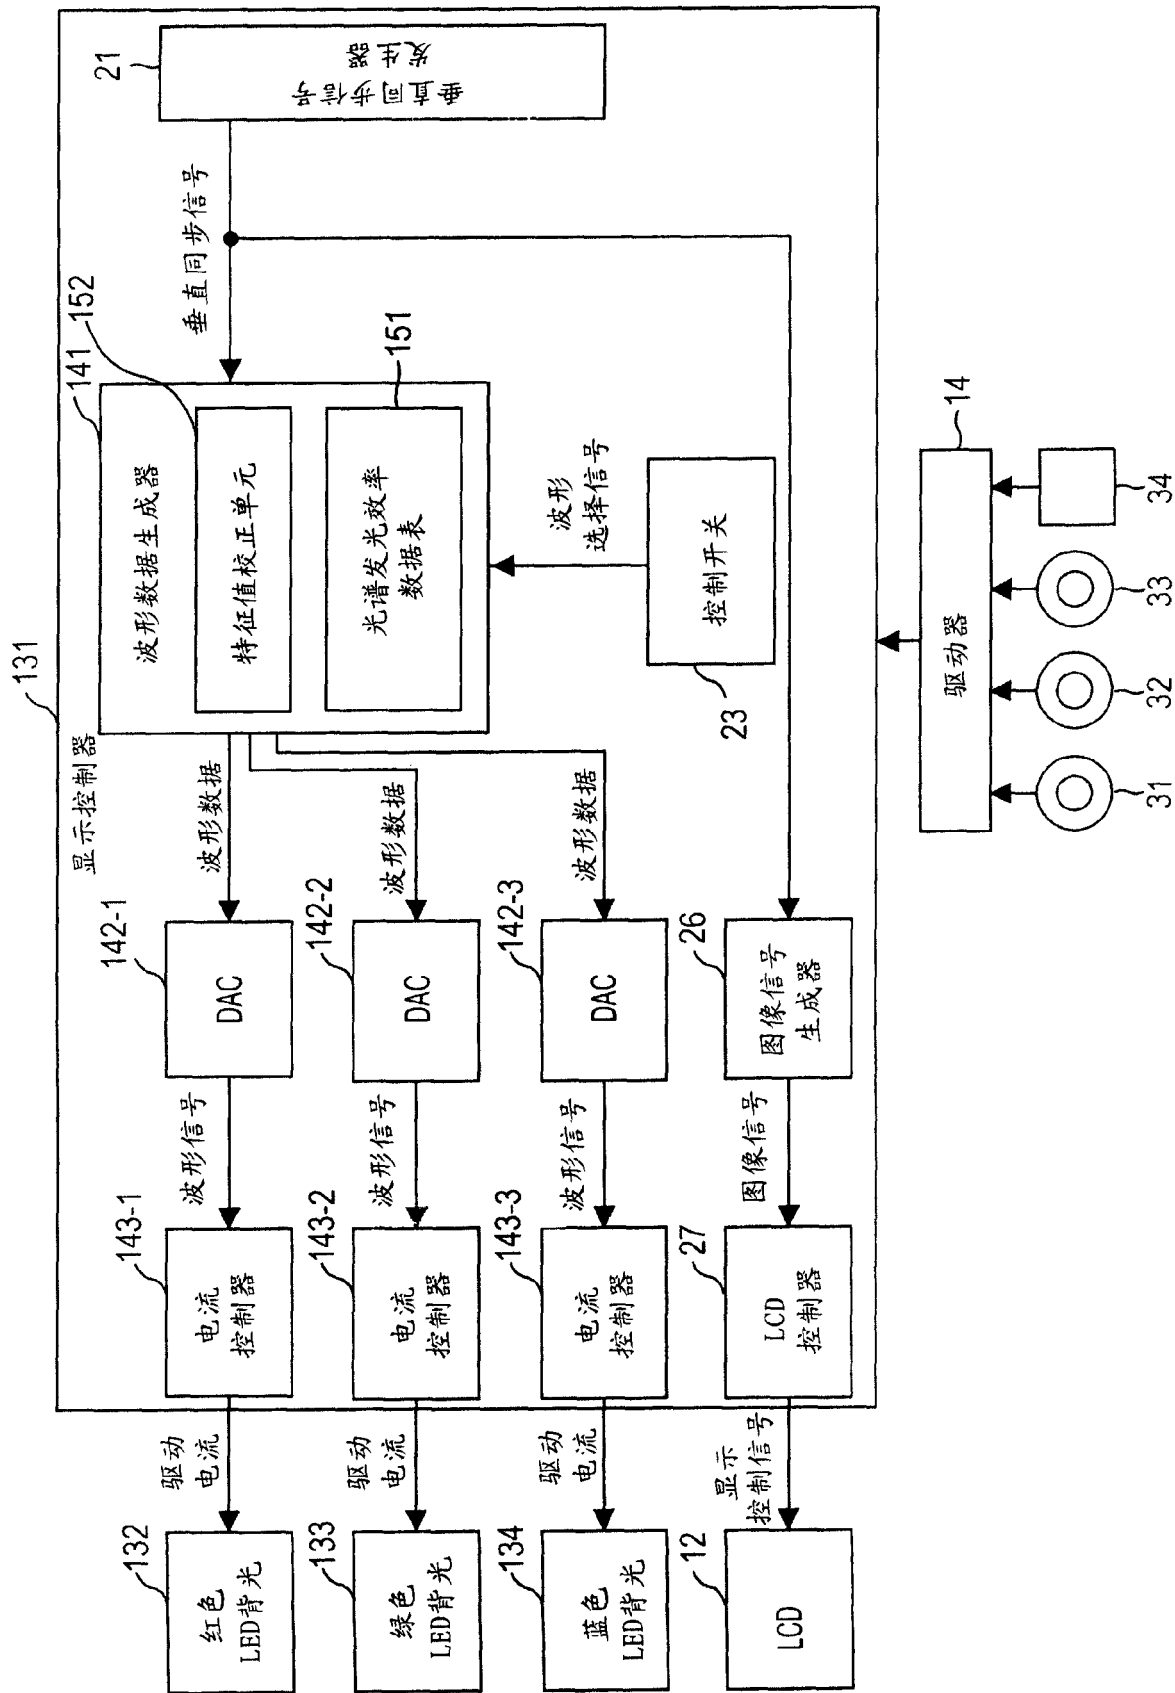 131
显示控制器
21
垂直同步信号
发生器
垂直同步信号
141
波形数据生成器
152
特征值校正单元
151
光谱发光效率
数据表
波形
选择信号
控制开关
23
波形数据
142-1
DAC
波形信号
143-1
电流
控制器
驱动
电流
132
红色
LED背光
波形数据
142-2
DAC
波形信号
143-2
电流
控制器
驱动
电流
133
绿色
LED背光
波形数据
142-3
DAC
波形信号
143-3
电流
控制器
驱动
电流
134
蓝色
LED背光
26
图像信号
生成器
图像信号
27
LCD
控制器
显示
控制信号
12
LCD
14
驱动器
31
32
33
34